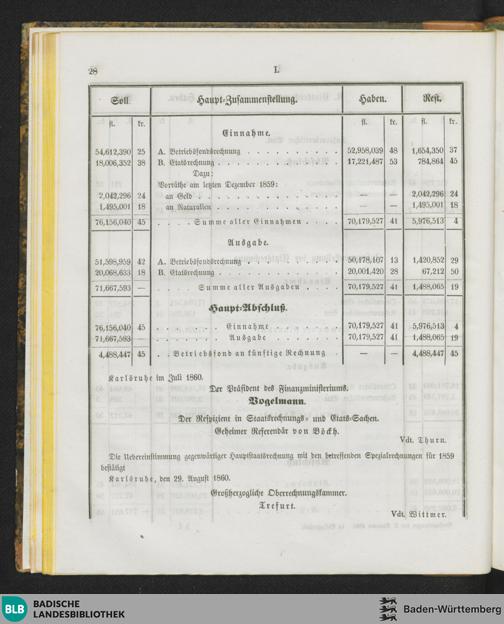 28 I.
Soll. Haupt-Zusammenstellung. Haben. Rest.
fl. kr. fl. kr. fl. kr.
Einnahme.
54,612,390 25 A. Betriebsfondsrechnung 52,958,039 48 1,654,350 37
18,006,352 38 B. Etatsrechnung 17,221,487 53 784,864 45
Dazu:
Vorräthe am letzten Dezember 1859:
2,042,296 24 an Geld — — 2,042,296 24
1,495,001 18 an Naturalien — — 1,495,001 18
76,156,040 45 Summe aller Einnahmen 70,179,527 41 5,976,513 4
Ausgabe.
51,598,959 42 A. Betriebsfondsrechnung 50,178,107 13 1,420,852 29
20,068,633 18 B. Etatsrechnung 20,001,420 28 67,212 50
71,667,593 — Summe aller Ausgaben 70,179,527 41 1,488,065 19
Haupt-Abschluß.
76,156,040 45 Einnahme 70,179,527 41 5,976,513 4
71,667,593 — Ausgabe 70,179,527 41 1,488,065 19
4,488,447 45 Betriebsfond an künftige Rechnung — — 4,488,447 45
Karlsruhe im Juli 1860.
Der Präsident des Finanzministeriums.
Vogelmann.
Der Respizient in Staatsrechnungs- und Etats-Sachen.
Geheimer Referendär von Böckh.
Vdt. Thurn.
Die Uebereinstimmung gegenwärtiger Hauptstaatsrechnung mit den betreffenden Spezialrechnungen für 1859
bestätigt
Karlsruhe, den 29. August 1860.
Großherzogliche Oberrechnungskammer.
Trefurt.
Vdt. Wittmer.
BLB BADISCHE
LANDESBIBLIOTHEK
Baden-Württemberg